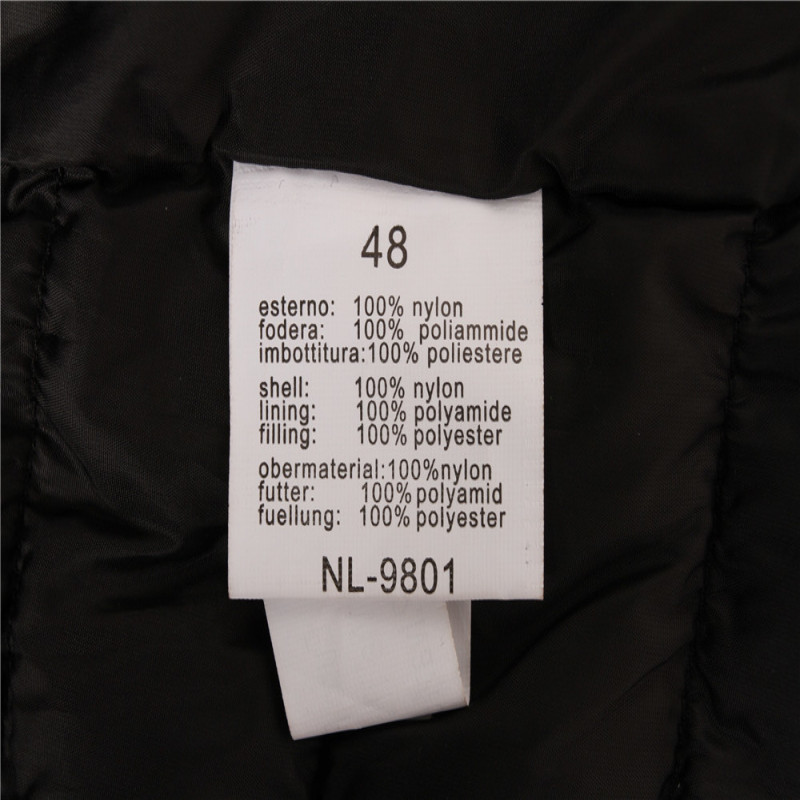 48
esterno: 100% nylon
fodera: 100% poliammide
imbottitura:100% poliestere
shell: 100% nylon
lining: 100% polyamide
filling: 100% polyester
obermaterial:100%nylon
futter: 100% polyamid
fuellung: 100% polyester
NL-9801